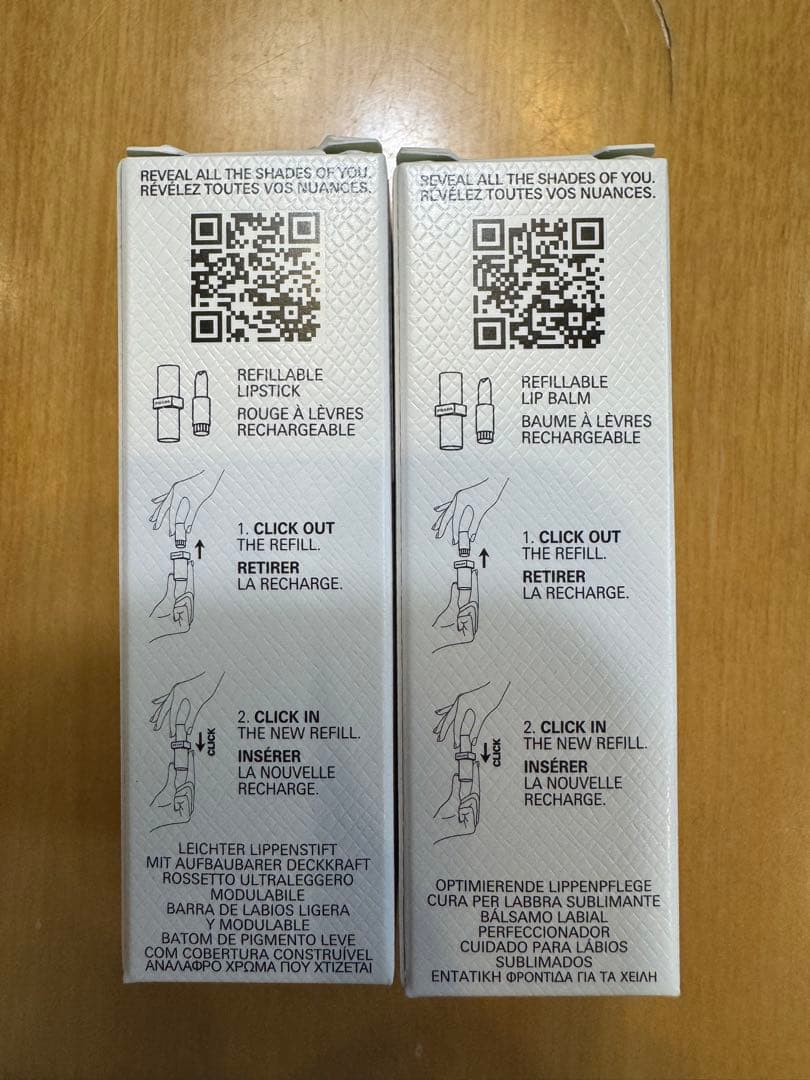 REVEAL ALL THE SHADES OF YOU.
RÉVÉLEZ TOUTES VOS NUANCES.
REFILLABLE
LIPSTICK
ROUGE À LÈVRES
RECHARGEABLE
1. CLICK OUT
THE REFILL.
RETIRER
LA RECHARGE.
CLICK
2. CLICK IN
THE NEW REFILL.
INSÉRER
LA NOUVELLE
RECHARGE.
LEICHTER LIPPENSTIFT
MIT AUFBAUBARER DECKKRAFT
ROSSETTO ULTRALEGGERO
MODULABILE
BARRA DE LABIOS LIGERA
Y MODULABLE
BATOM DE PIGMENTO LEVE
COM COBERTURA CONSTRUÍVEL
ΑΝΑΛΑΦΡΟ ΧΡΩΜΑ ΠΟΥ ΧΤΙΖΕΤΑΙ
REVEAL ALL THE SHADES OF YOU.
RÉVÉLEZ TOUTES VOS NUANCES.
REFILLABLE
LIP BALM
BAUME À LÈVRES
RECHARGEABLE
1. CLICK OUT
THE REFILL.
RETIRER
LA RECHARGE.
CLICK
2. CLICK IN
THE NEW REFILL.
INSÉRER
LA NOUVELLE
RECHARGE.
OPTIMIERENDE LIPPENPFLEGE
CURA PER LABBRA SUBLIMANTE
BÁLSAMO LABIAL
PERFECCIONADOR
CUIDADO PARA LÁBIOS
SUBLIMADOS
ΕΝΤΑΤΙΚΗ ΦΡΟΝΤΙΔΑ ΓΙΑ ΤΑ ΧΕΙΛΗ